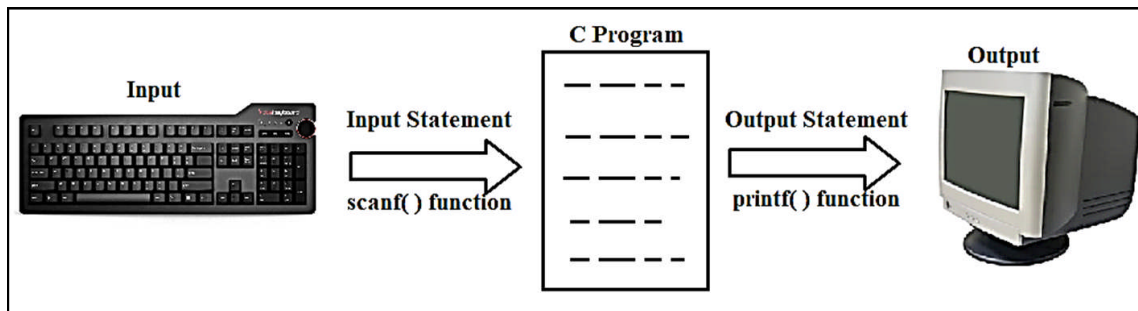 C Program
Input
Output
Input Statement
scanf( ) function
Output Statement
printf( ) function